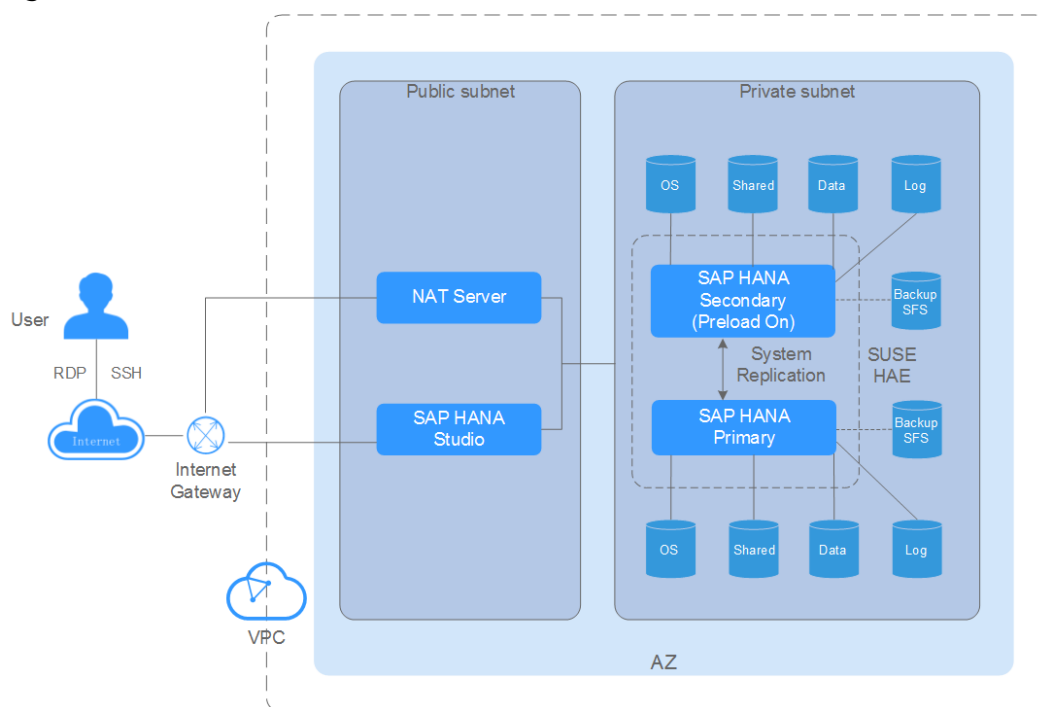 Public subnet
Private subnet
OS
Shared
Data
Log
NAT Server
SAP HANA
Secondary
(Preload On)
Backup
SFS
User
RDP
SSH
System
Replication
SUSE
HAE
SAP HANA
Studio
SAP HANA
Primary
Backup
SFS
Internet
Internet
Gateway
OS
Shared
Data
Log
VPC
AZ